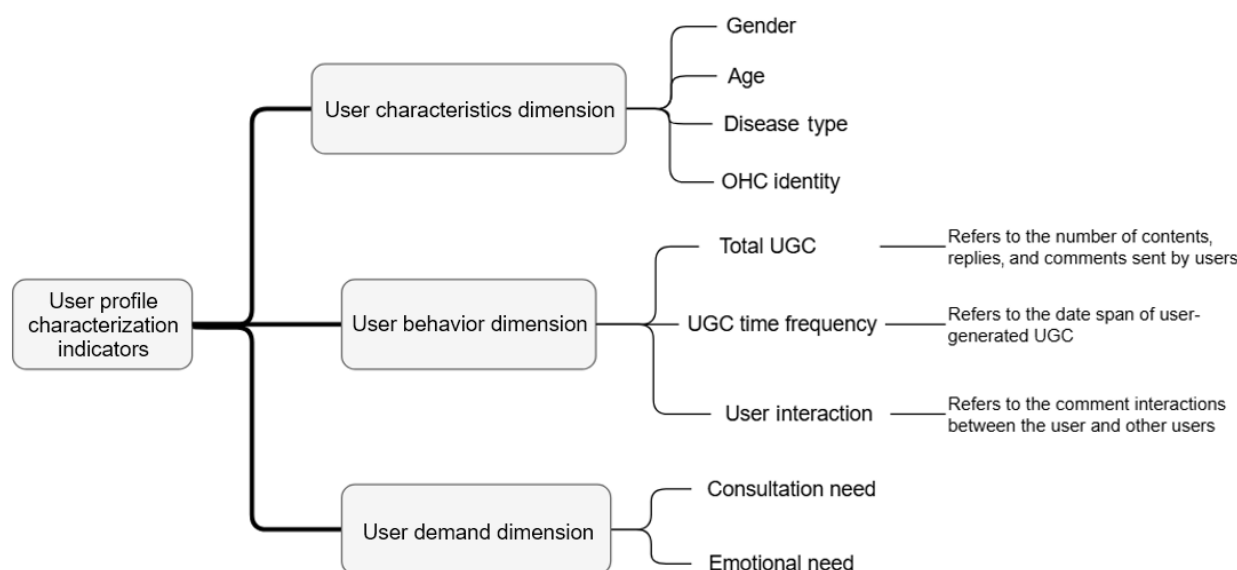 Gender
Age
User characteristics dimension
Disease type
OHC identity
Total UGC
Refers to the number of contents,
replies, and comments sent by users
User profile
characterization
indicators
User behavior dimension
UGC time frequency
Refers to the date span of user-
generated UGC
User interaction
Refers to the comment interactions
between the user and other users
Consultation need
User demand dimension
Emotional need